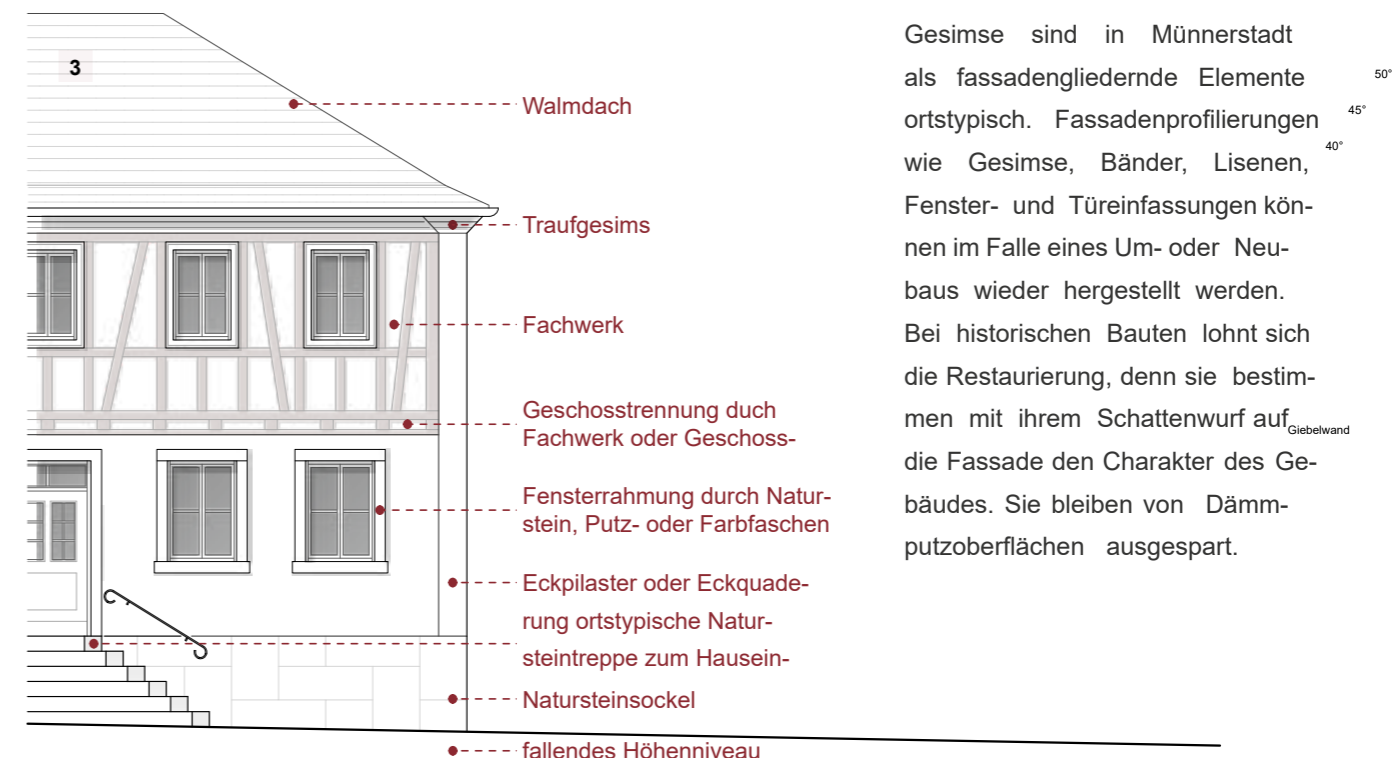 3
Walmdach
Traufgesims
Fachwerk
Geschosstrennung duch
Fachwerk oder Geschoss-
Fensterrahmung durch Natur-
stein, Putz- oder Farbfaschen
Eckpilaster oder Eckquade-
rung ortstypische Natur-
steintreppe zum Hausein-
Natursteinsockel
fallendes Höhenniveau
Gesimse sind in Münnerstadt
als fassadengliedernde Elemente
ortstypisch. Fassadenprofilierungen
wie Gesimse, Bänder, Lisenen,
Fenster- und Türeinfassungen kön-
nen im Falle eines Um- oder Neu-
baus wieder hergestellt werden.
Bei historischen Bauten lohnt sich
die Restaurierung, denn sie bestim-
men mit ihrem Schattenwurf auf
die Fassade den Charakter des Ge-
bäudes. Sie bleiben von Dämm-
putzoberflächen ausgespart.
50°
45°
40°
Giebelwand